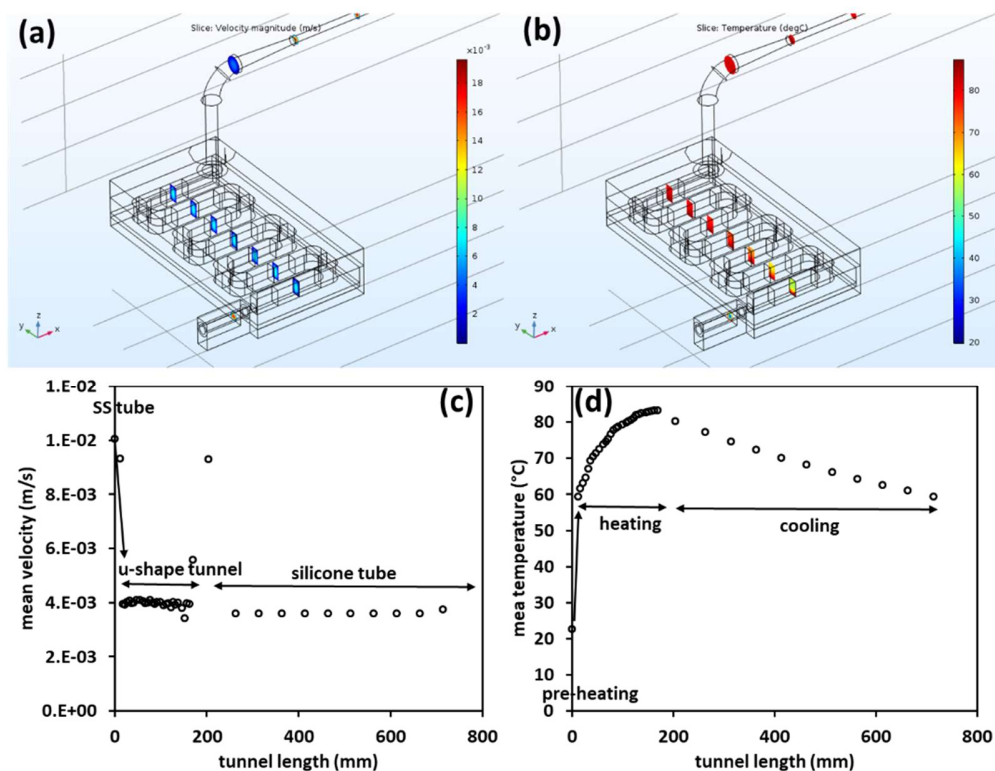 (a)
Slice: Velocity magnitude (m/s)
×10⁻³
18
16
14
12
10
8
6
4
2
y z x
(b)
Slice: Temperature (degC)
80
70
60
50
40
30
20
y z x
(c)
1.E-02
1.E-02
8.E-03
6.E-03
4.E-03
2.E-03
0.E+00
mean velocity (m/s)
SS tube
u-shape tunnel
silicone tube
0 200 400 600 800
tunnel length (mm)
(d)
90
80
70
60
50
40
30
20
10
0
mea temperature (°C)
heating
cooling
pre-heating
0 200 400 600 800
tunnel length (mm)